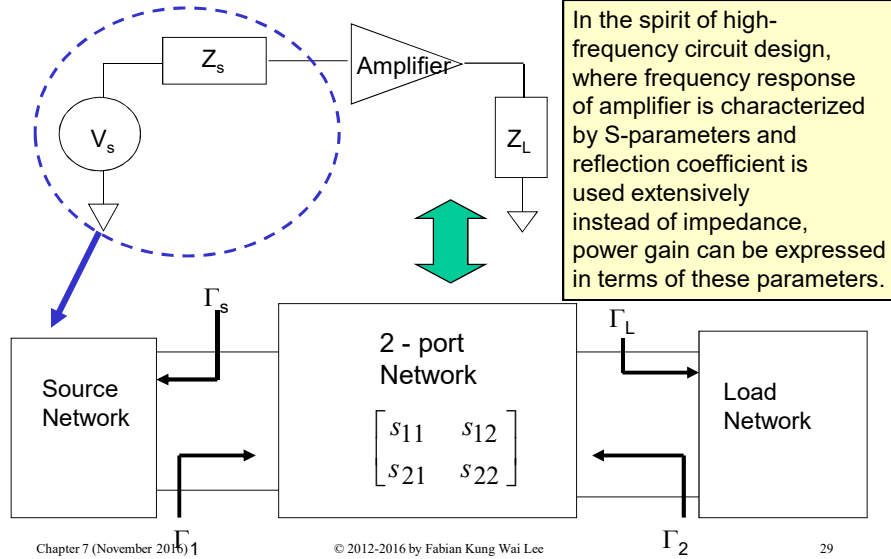 In the spirit of high-
frequency circuit design,
where frequency response
of amplifier is characterized
by S-parameters and
reflection coefficient is
used extensively
instead of impedance,
power gain can be expressed
in terms of these parameters.
Zs
Amplifier
Vs
ZL
Γs
ΓL
2 - port
Network
Source
Network
Load
Network
s11 s12
s21 s22
Γ1
Γ2
Chapter 7 (November 2016)
© 2012-2016 by Fabian Kung Wai Lee
29